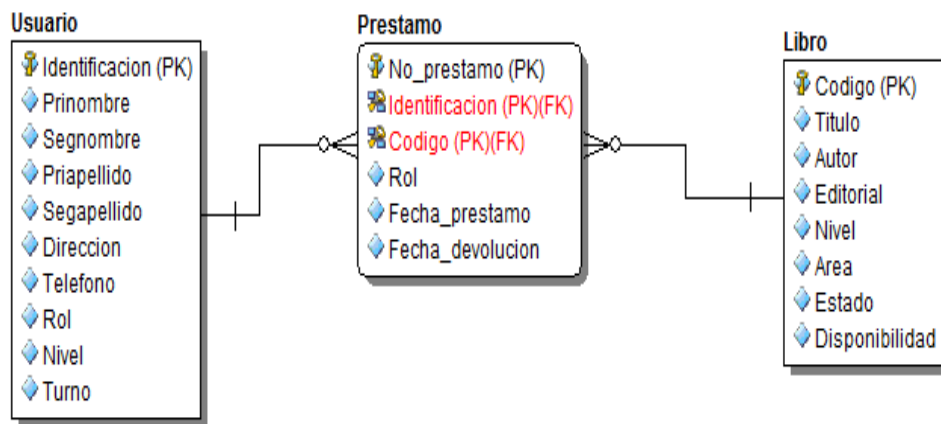 Usuario
Identificacion (PK)
Prinombre
Segnombre
Priapellido
Segapellido
Direccion
Telefono
Rol
Nivel
Turno
Prestamo
No_prestamo (PK)
Identificacion (PK)(FK)
Codigo (PK)(FK)
Rol
Fecha_prestamo
Fecha_devolucion
Libro
Codigo (PK)
Titulo
Autor
Editorial
Nivel
Area
Estado
Disponibilidad